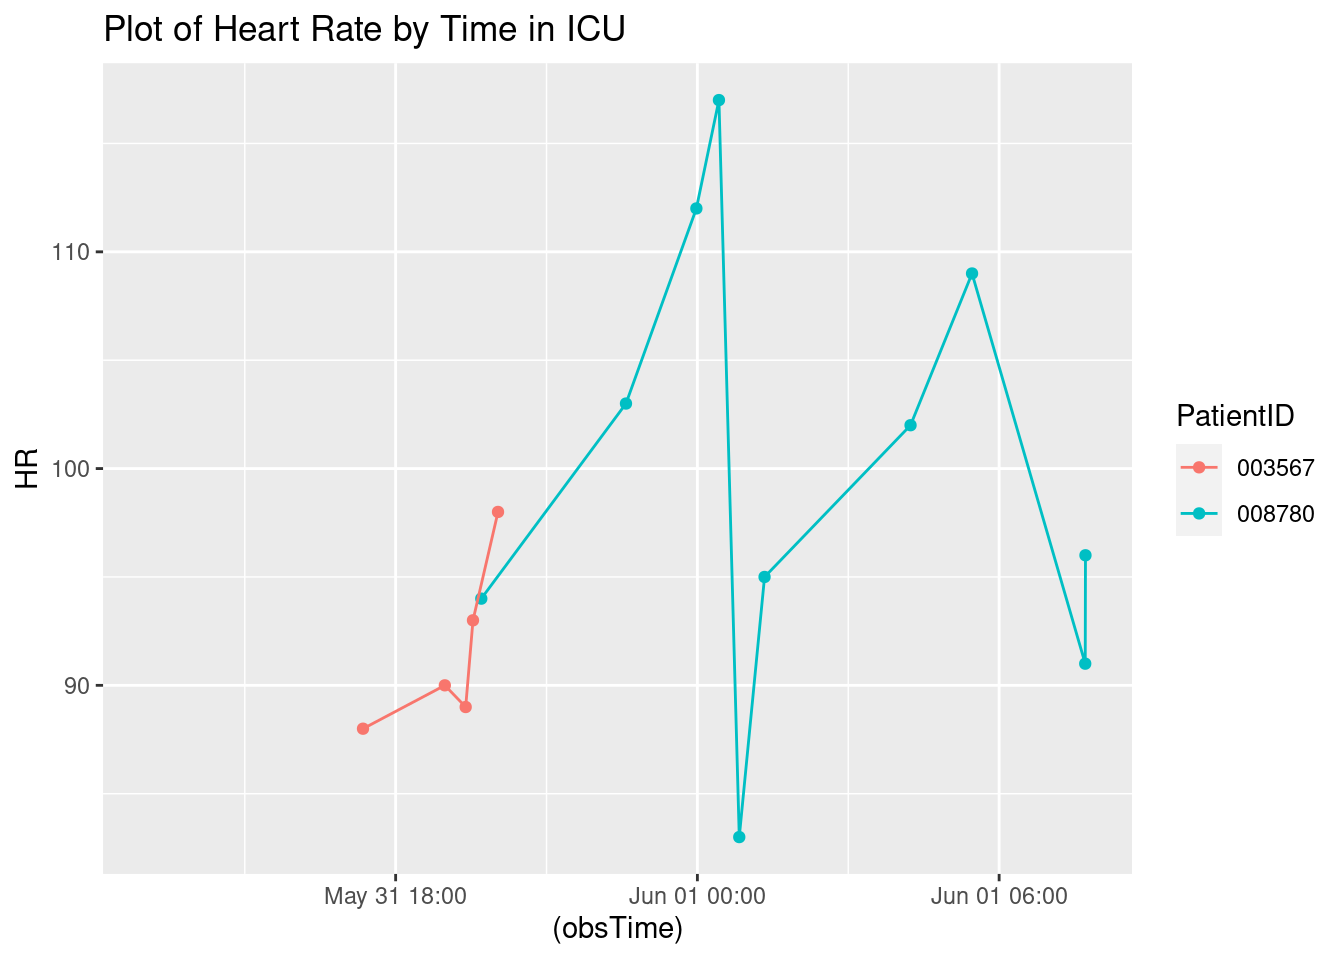 Plot of Heart Rate by Time in ICU
110
100
90
HR
May 31 18:00
Jun 01 00:00
Jun 01 06:00
(obsTime)
PatientID
003567
008780